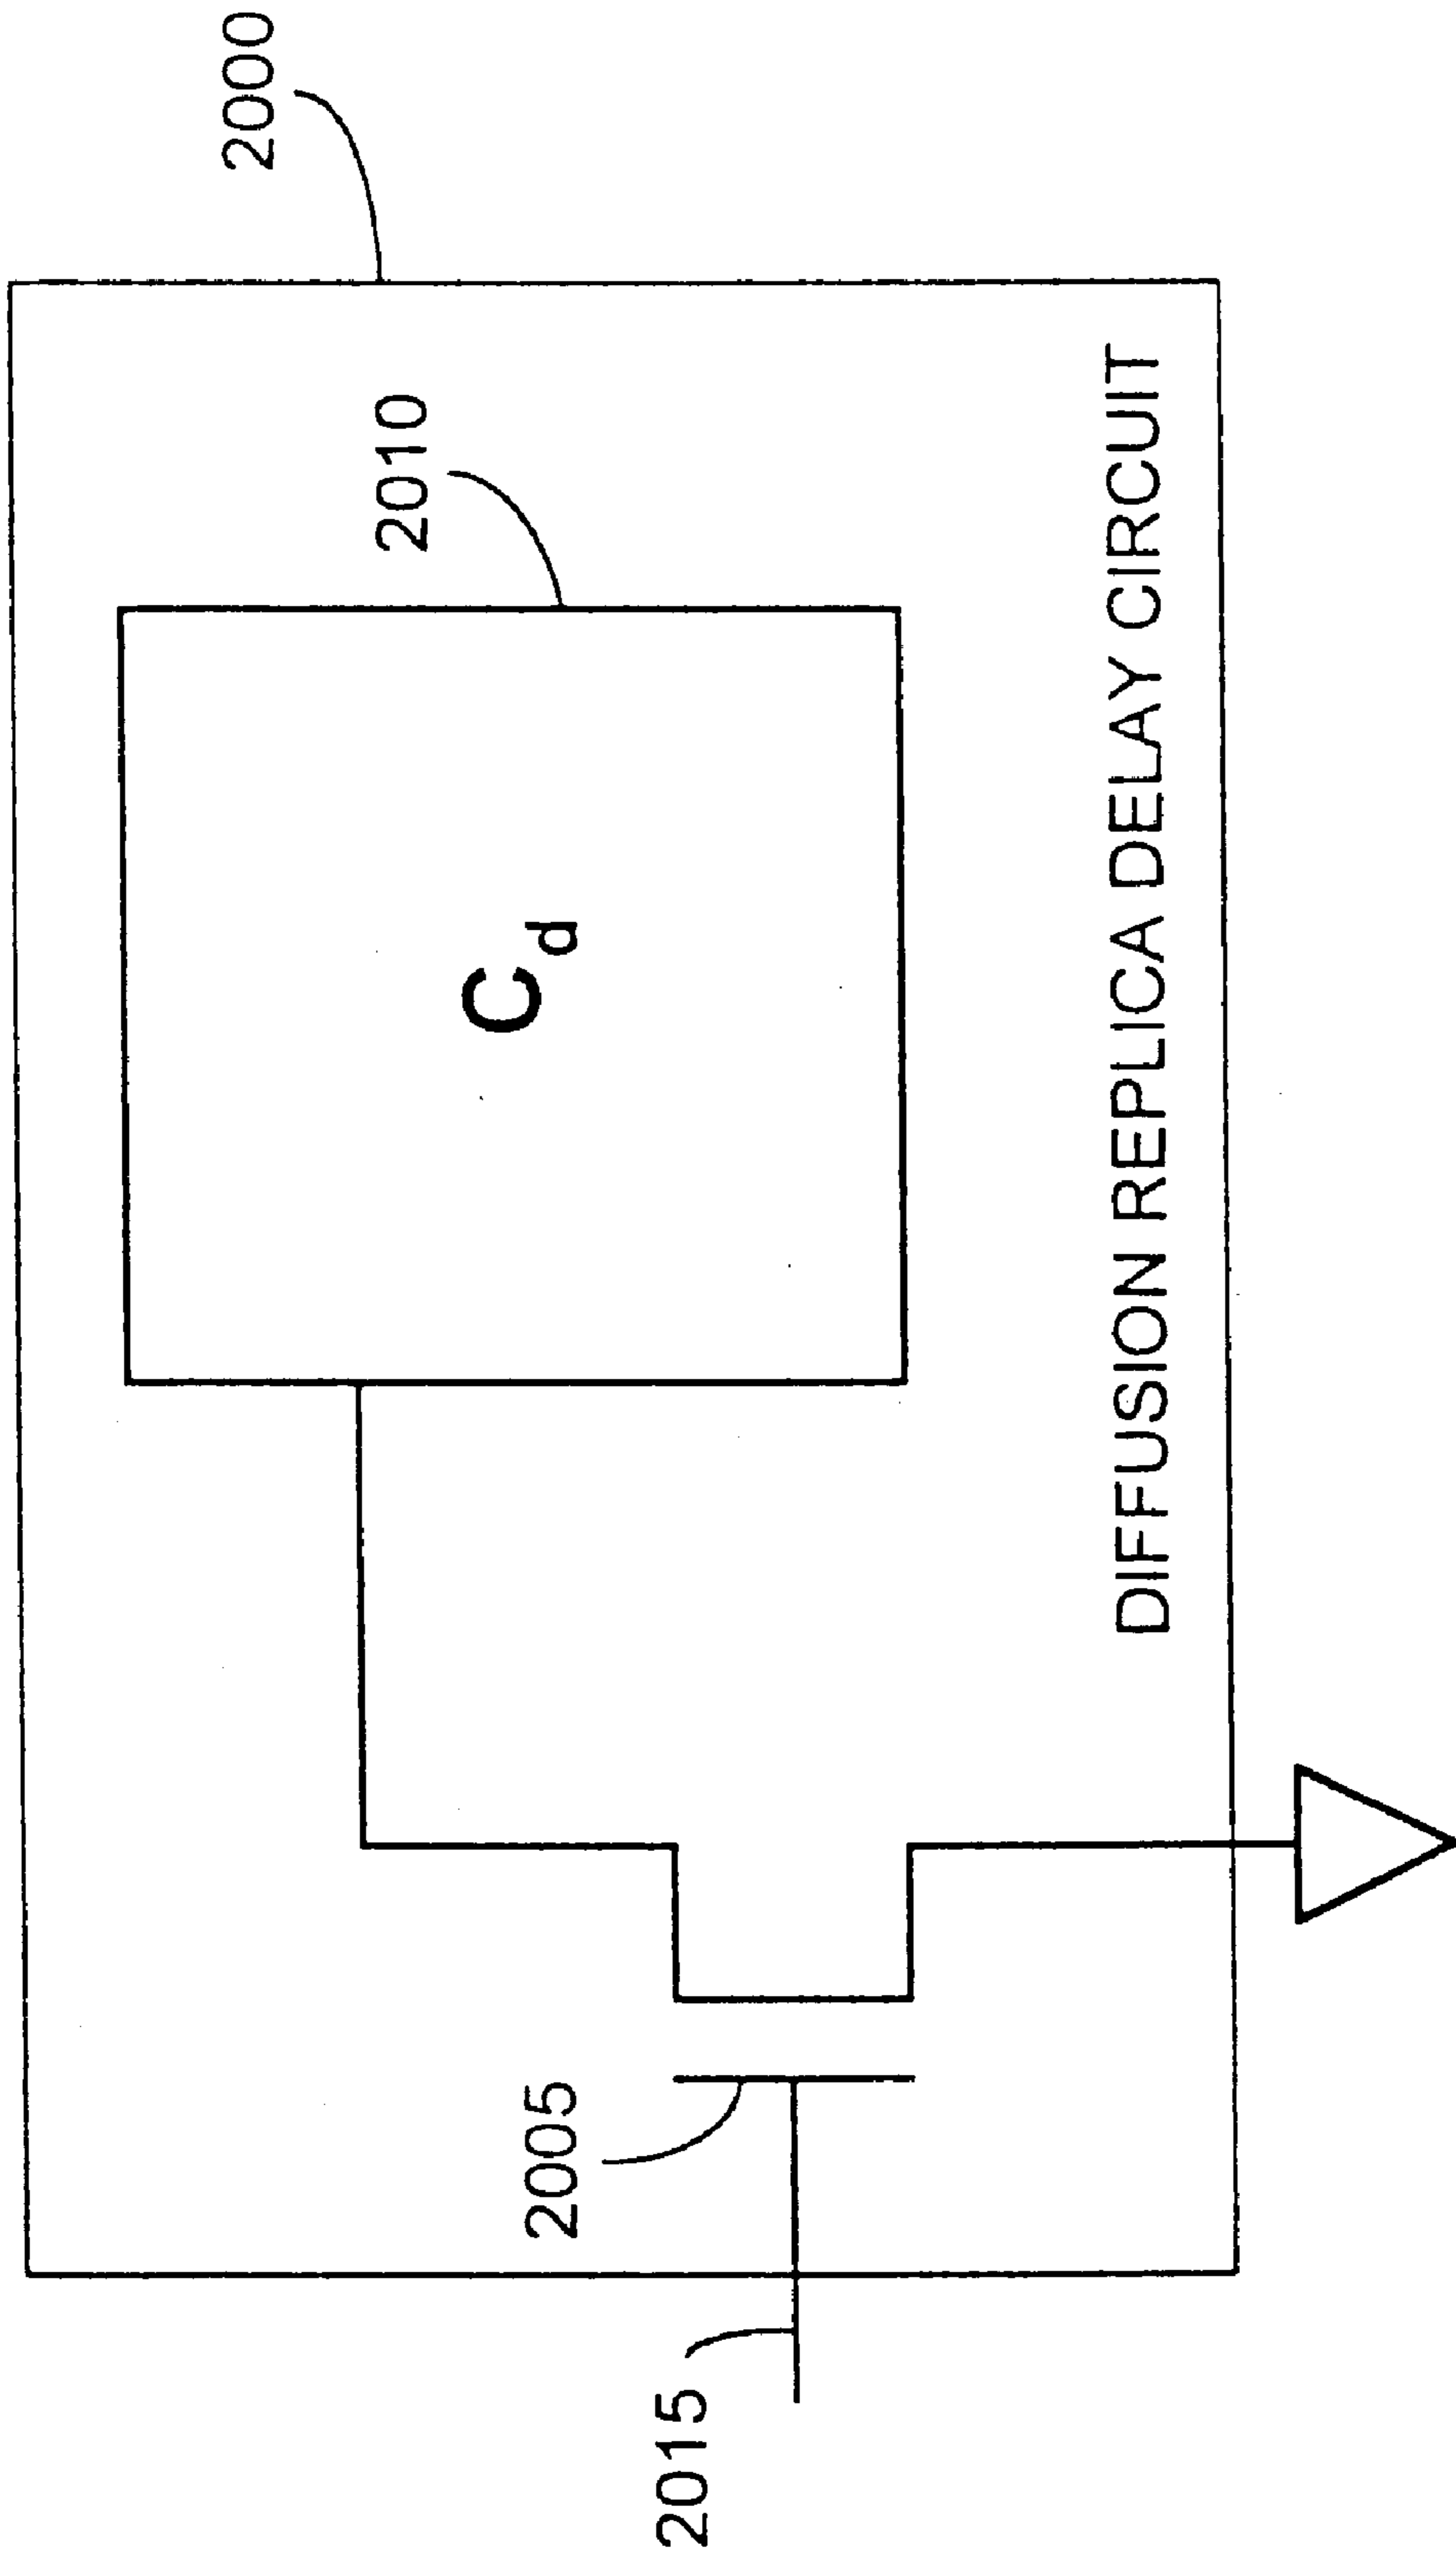 2000
2010
C d
2005
2015
DIFFUSION REPLICA DELAY CIRCUIT